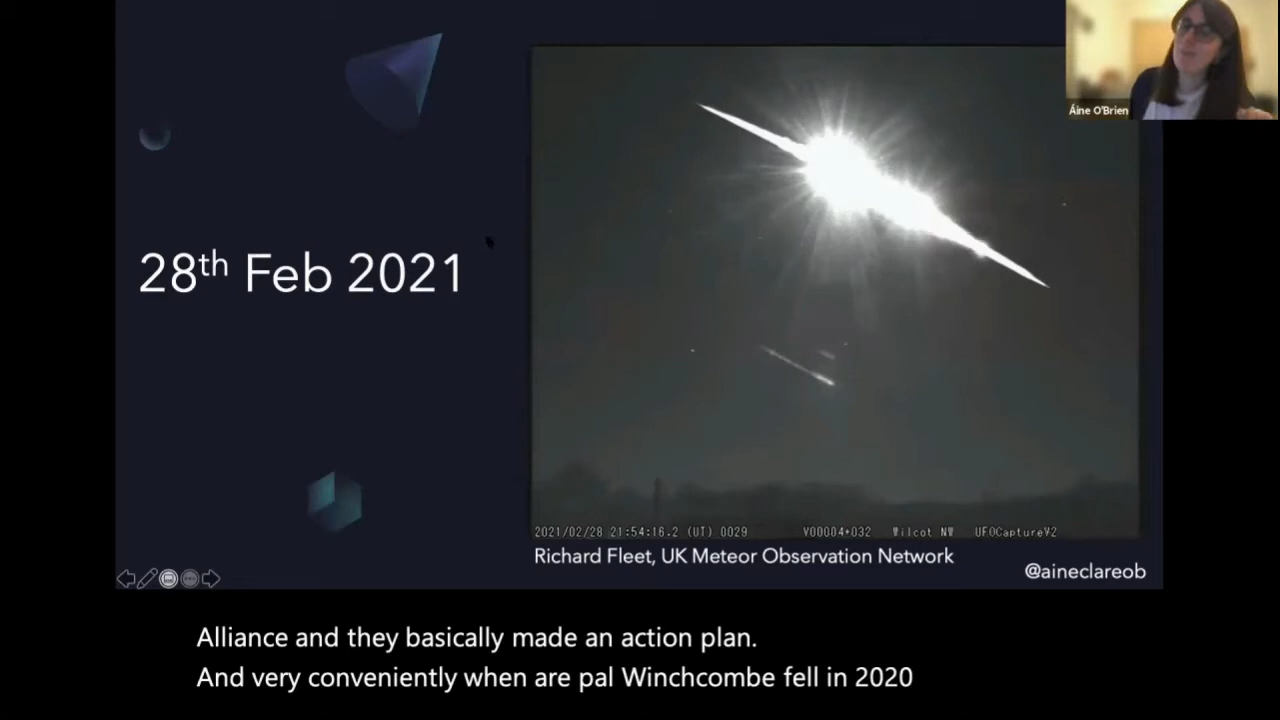 Áine O'Brien
28th Feb 2021
2021/02/28 21:54:16.2 (UT) 0029 V00004+032 Wilcot NW UFOCaptureV2
Richard Fleet, UK Meteor Observation Network
@aineclareob
Alliance and they basically made an action plan.
And very conveniently when are pal Winchcombe fell in 2020